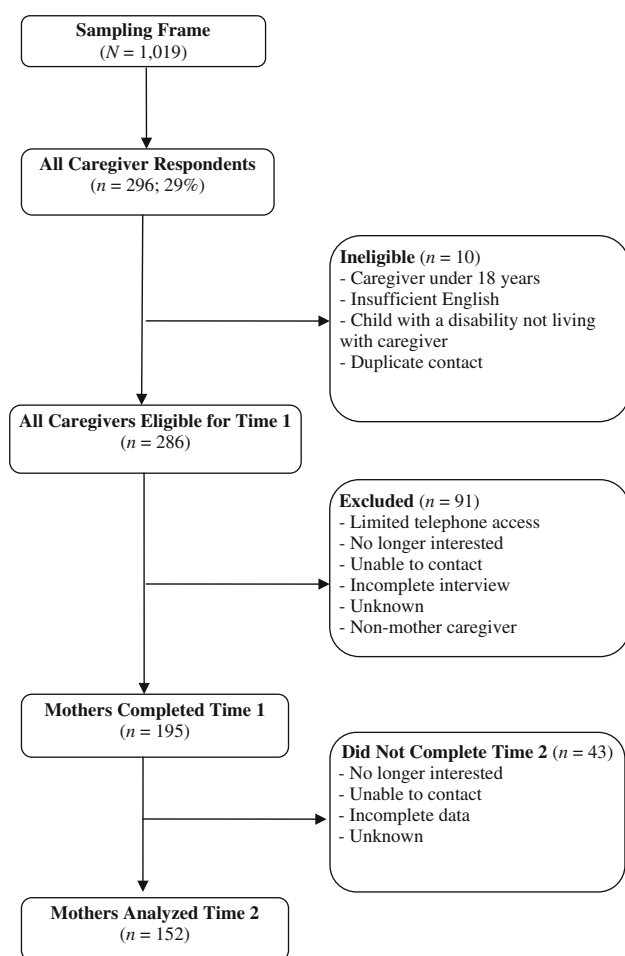 Sampling Frame
(N = 1,019)
All Caregiver Respondents
(n = 296; 29%)
Ineligible (n = 10)
- Caregiver under 18 years
- Insufficient English
- Child with a disability not living
with caregiver
- Duplicate contact
All Caregivers Eligible for Time 1
(n = 286)
Excluded (n = 91)
- Limited telephone access
- No longer interested
- Unable to contact
- Incomplete interview
- Unknown
- Non-mother caregiver
Mothers Completed Time 1
(n = 195)
Did Not Complete Time 2 (n = 43)
- No longer interested
- Unable to contact
- Incomplete data
- Unknown
Mothers Analyzed Time 2
(n = 152)